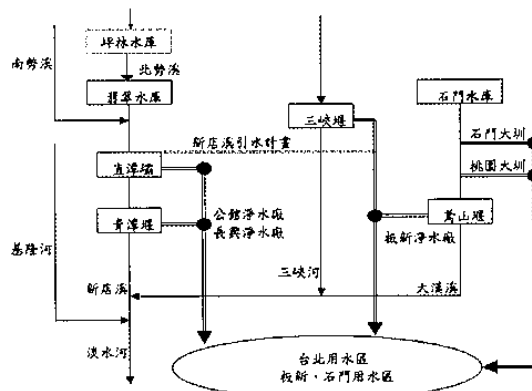 坪林水庫
南勢溪
北勢溪
翡翠水庫
石門水庫
三峽堰
石門大圳
新店溪引水計畫
直潭壩
桃園大圳
鳶山堰
青潭堰
公館淨水廠
長興淨水廠
板新淨水廠
基隆河
新店溪
三峽河
大漢溪
淡水河
台北用水區
板新、石門用水區